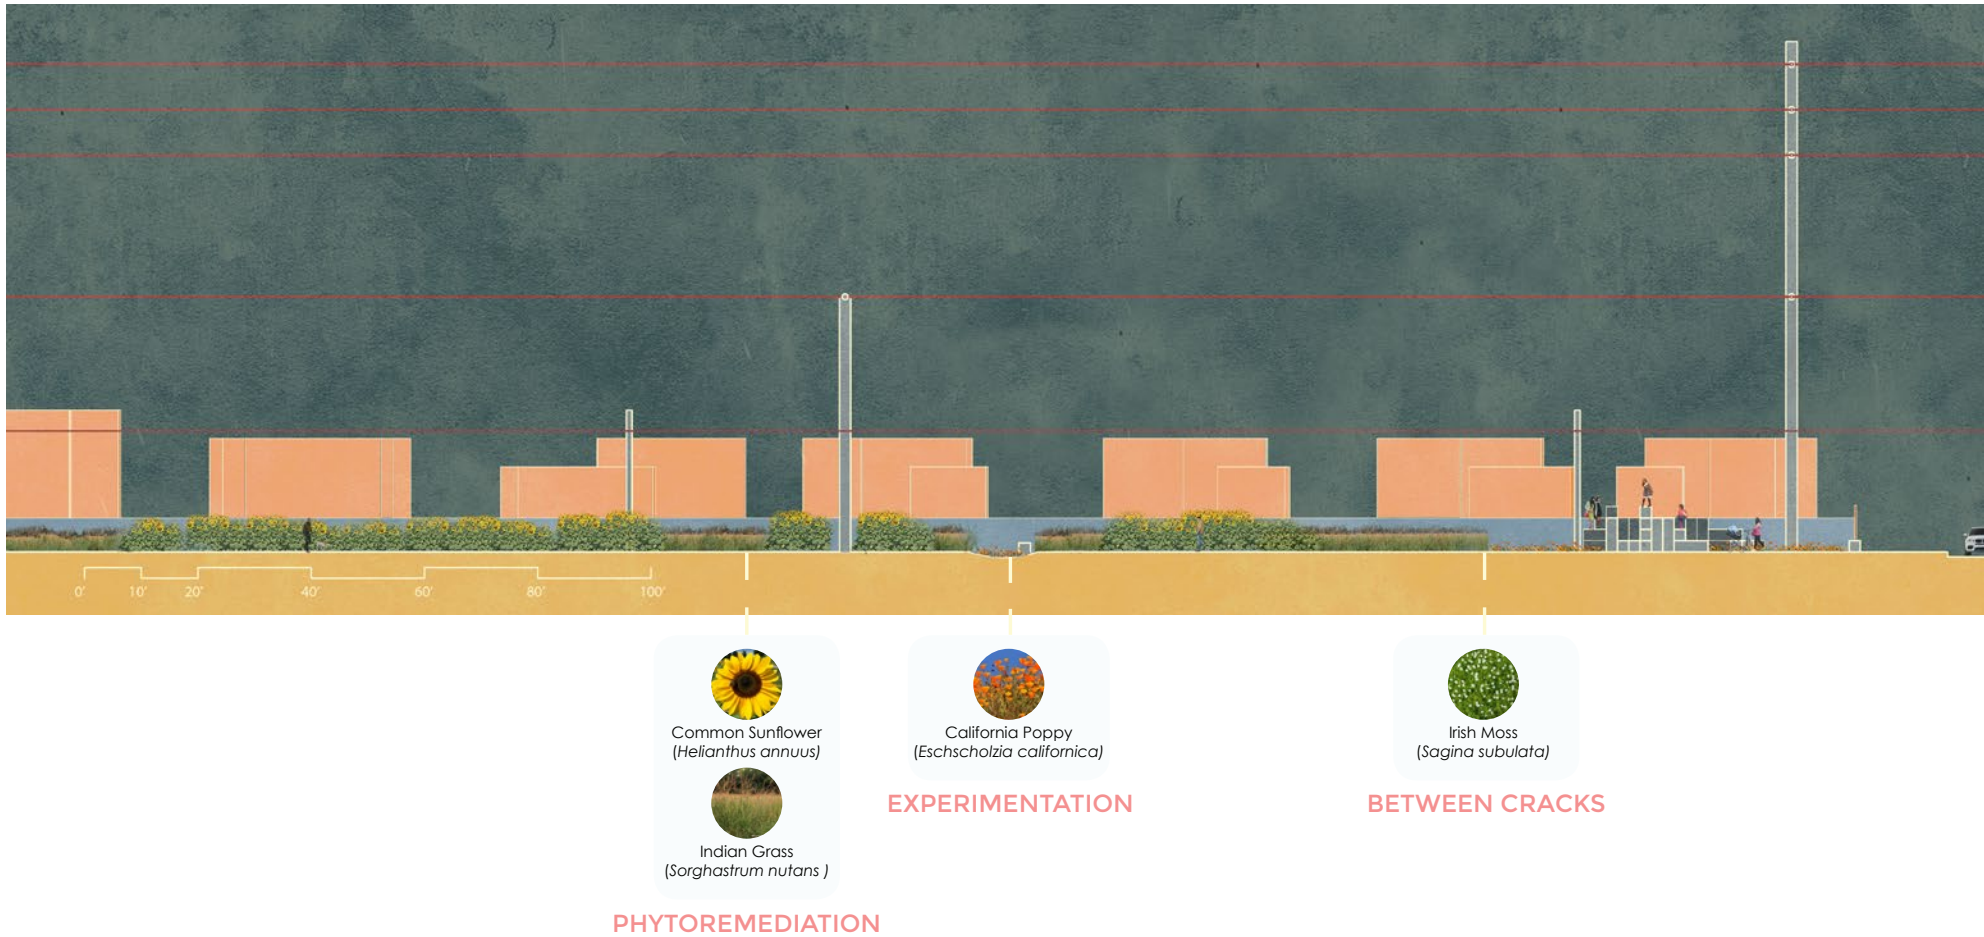 0' 10' 20' 40' 60' 80' 100'
Common Sunflower
(Helianthus annuus)
Indian Grass
(Sorghastrum nutans )
PHYTOREMEDIATION
California Poppy
(Eschscholzia californica)
EXPERIMENTATION
Irish Moss
(Sagina subulata)
BETWEEN CRACKS